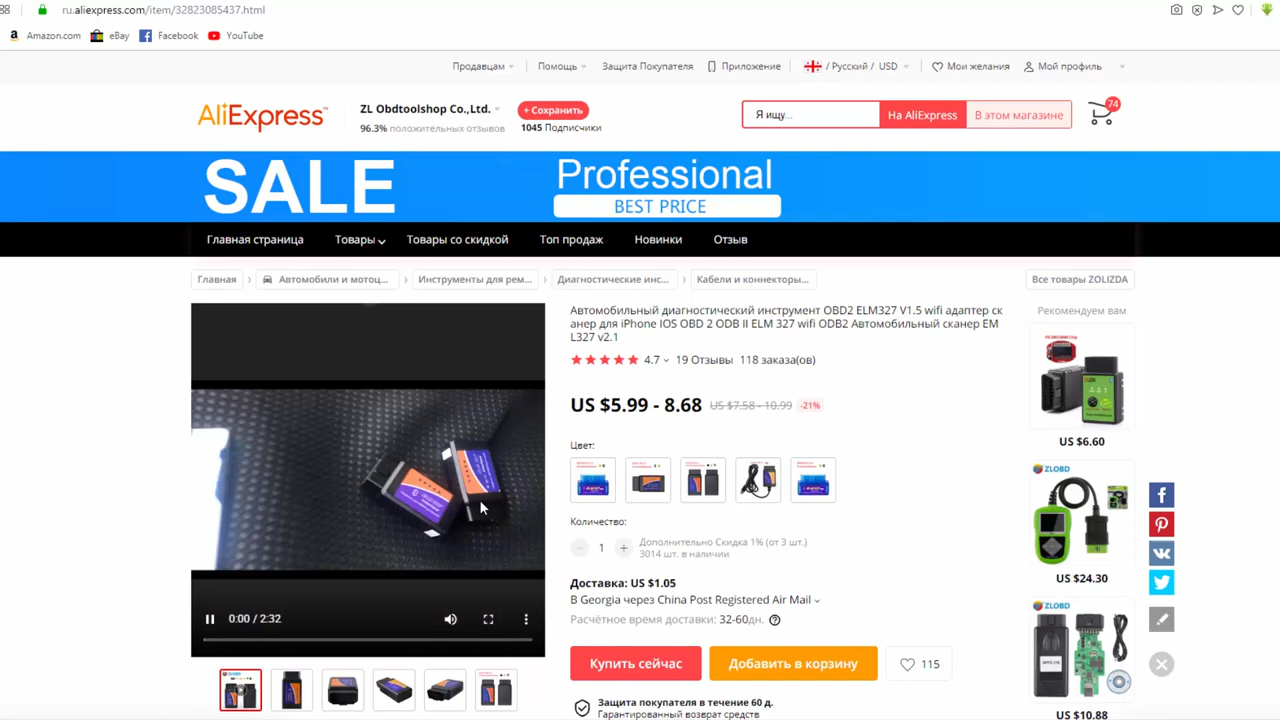 ru.aliexpress.com/item/32823085437.html
Amazon.com eBay Facebook YouTube
Продавцам Помощь Защита Покупателя Приложение / Русский / USD Мои желания Мой профиль
AliExpress™
ZL Obdtoolshop Co.,Ltd.
+ Сохранить
96.3% положительных отзывов
1045 Подписчики
Я ищу...
На AliExpress
В этом магазине
74
SALE
Professional
BEST PRICE
Главная страница Товары Товары со скидкой Топ продаж Новинки Отзыв
Главная Автомобили и мотоц... Инструменты для рем... Диагностические инс... Кабели и коннекторы... Все товары ZOLIZDA
Автомобильный диагностический инструмент OBD2 ELM327 V1.5 wifi адаптер ск
анер для iPhone IOS OBD 2 ODB II ELM 327 wifi ODB2 Автомобильный сканер EM
L327 v2.1
4.7 19 Отзывы 118 заказа(ов)
US $5.99 - 8.68 US $7.58 - 10.99 -21%
Цвет:
Количество:
1
Дополнительно Скидка 1% (от 3 шт.)
3014 шт. в наличии
Доставка: US $1.05
В Georgia через China Post Registered Air Mail
Расчётное время доставки: 32-60дн.
Купить сейчас
Добавить в корзину
115
Защита покупателя в течение 60 д.
Гарантированный возврат средств
0:00 / 2:32
ZLOBD
Рекомендуем вам
US $6.60
ZLOBD
US $24.30
ZLOBD
US $10.88